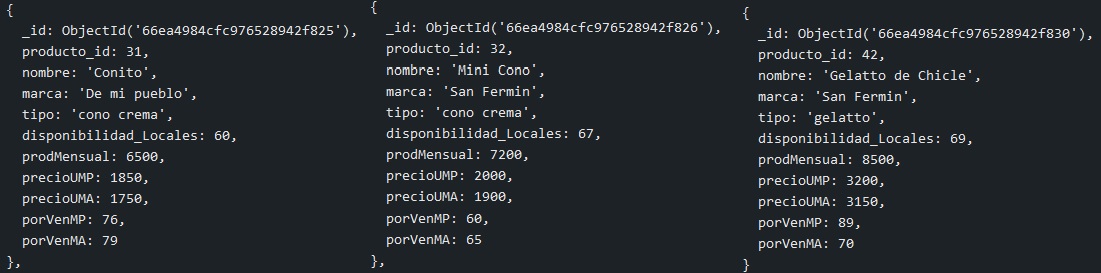 {
_id: ObjectId('66ea4984cfc976528942f825'),
producto_id: 31,
nombre: 'Conito',
marca: 'De mi pueblo',
tipo: 'cono crema',
disponibilidad_Locales: 60,
prodMensual: 6500,
precioUMP: 1850,
precioUMA: 1750,
porVenMP: 76,
porVenMA: 79
},
{
_id: ObjectId('66ea4984cfc976528942f826'),
producto_id: 32,
nombre: 'Mini Cono',
marca: 'San Fermin',
tipo: 'cono crema',
disponibilidad_Locales: 67,
prodMensual: 7200,
precioUMP: 2000,
precioUMA: 1900,
porVenMP: 60,
porVenMA: 65
},
{
_id: ObjectId('66ea4984cfc976528942f830'),
producto_id: 42,
nombre: 'Gelatto de Chicle',
marca: 'San Fermin',
tipo: 'gelatto',
disponibilidad_Locales: 69,
prodMensual: 8500,
precioUMP: 3200,
precioUMA: 3150,
porVenMP: 89,
porVenMA: 70
}